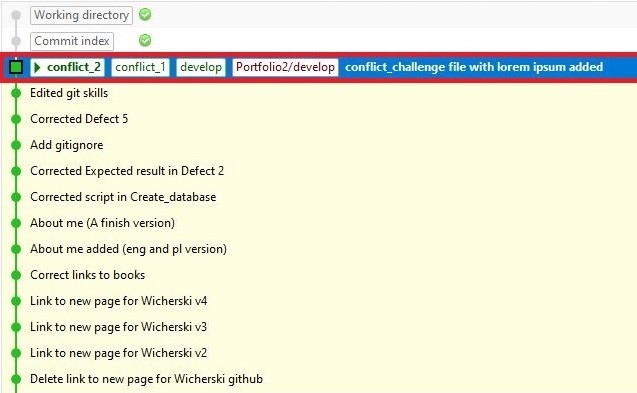 Working directory
Commit index
conflict_2 conflict_1 develop Portfolio2/develop conflict_challenge file with lorem ipsum added
Edited git skills
Corrected Defect 5
Add gitignore
Corrected Expected result in Defect 2
Corrected script in Create_database
About me (A finish version)
About me added (eng and pl version)
Correct links to books
Link to new page for Wicherski v4
Link to new page for Wicherski v3
Link to new page for Wicherski v2
Delete link to new page for Wicherski github